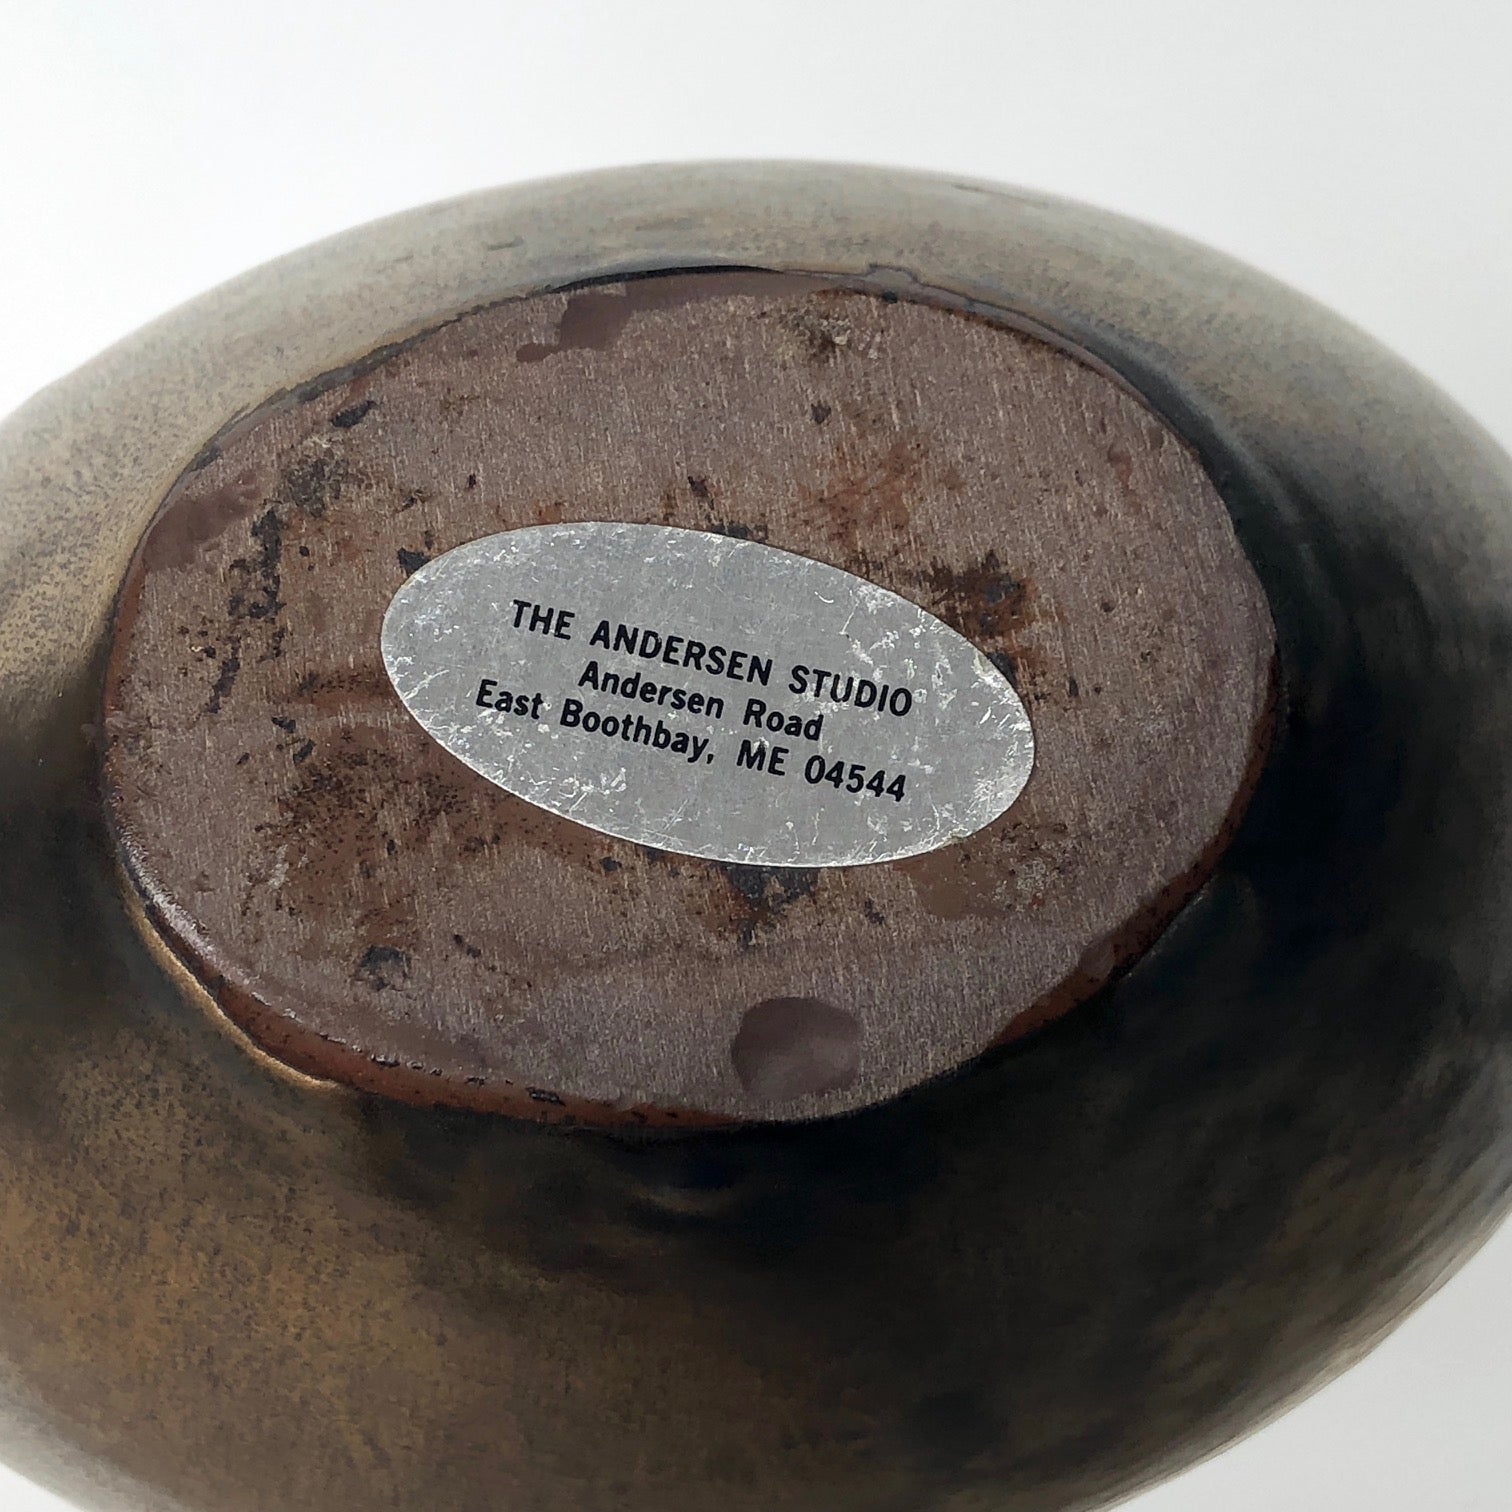 THE ANDERSEN STUDIO
Andersen Road
East Boothbay, ME 04544